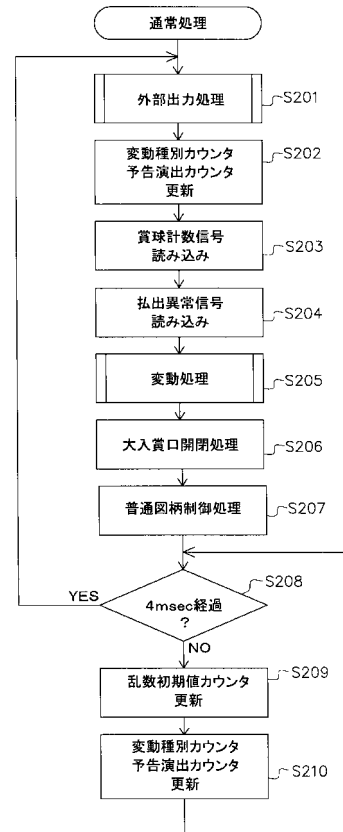 通常処理
外部出力処理
S201
変動種別カウンタ
予告演出カウンタ
更新
S202
賞球計数信号
読み込み
S203
払出異常信号
読み込み
S204
変動処理
S205
大入賞口開閉処理
S206
普通図柄制御処理
S207
4msec経過
?
S208
YES
NO
乱数初期値カウンタ
更新
S209
変動種別カウンタ
予告演出カウンタ
更新
S210